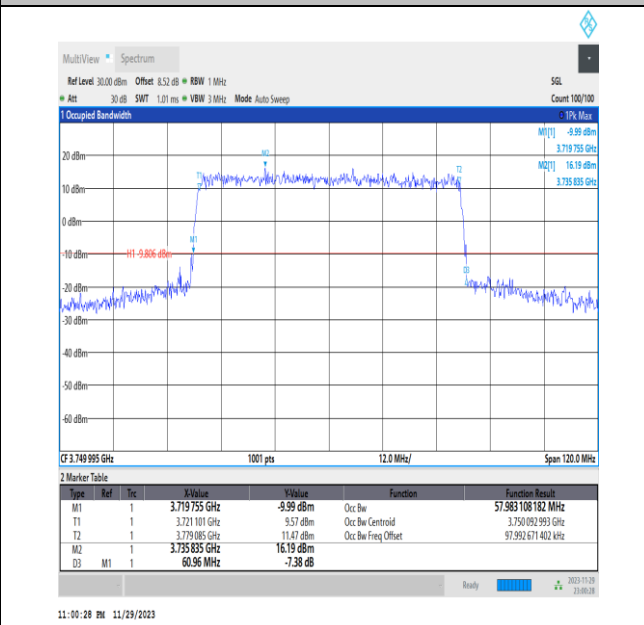 MultiView Spectrum
Ref Level 30.00 dBm Offset 8.52 dB RBW 1 MHz SGL
Att 30 dB SWT 1.01 ms VBW 3 MHz Mode Auto Sweep Count 100/100
1 Occupied Bandwidth 1Pk Max
M1[1] -9.99 dBm
3.719 755 GHz
M2[1] 16.19 dBm
3.735 835 GHz
M2
T1
T2
20 dBm
10 dBm
0 dBm
M1
-10 dBm
H1 -9.806 dBm
D3
-20 dBm
-30 dBm
-40 dBm
-50 dBm
-60 dBm
CF 3.749 995 GHz 1001 pts 12.0 MHz/ Span 120.0 MHz
2 Marker Table
Type Ref Trc X-Value Y-Value Function Function Result
M1 1 3.719 755 GHz -9.99 dBm Occ Bw 57.983 108 182 MHz
T1 1 3.721 101 GHz 9.57 dBm Occ Bw Centroid 3.750 092 993 GHz
T2 1 3.779 085 GHz 11.47 dBm Occ Bw Freq Offset 97.992 671 402 kHz
M2 1 3.735 835 GHz 16.19 dBm
D3 M1 1 60.96 MHz -7.38 dB
Ready 2023-11-29
23:00:28
11:00:28 PM 11/29/2023